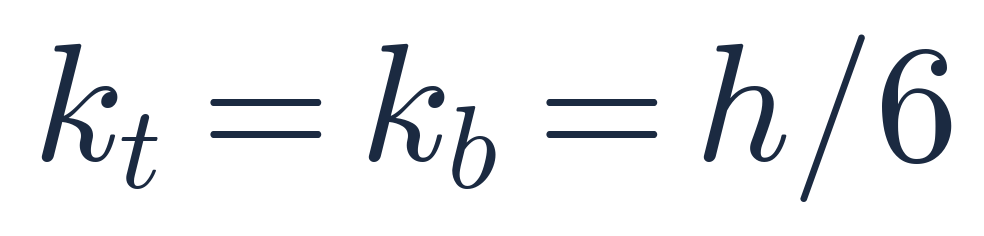 k_t = k_b = h/6